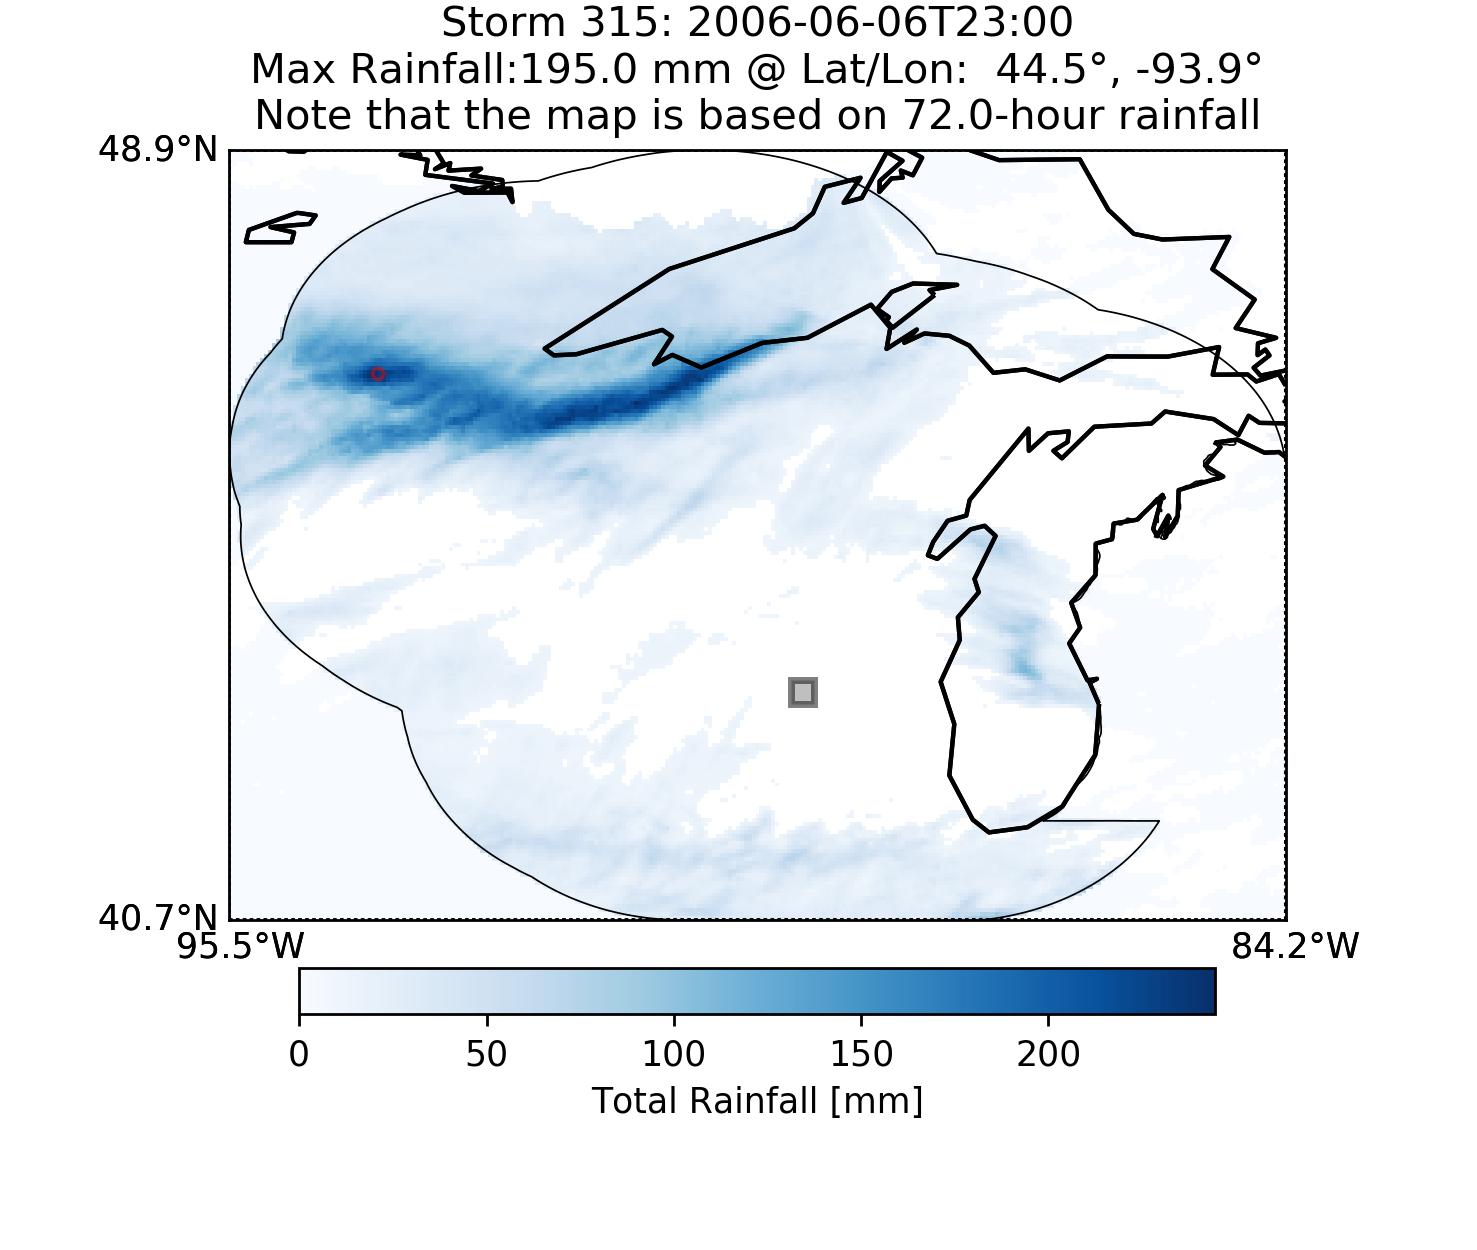 Storm 315: 2006-06-06T23:00
Max Rainfall:195.0 mm @ Lat/Lon:  44.5°, -93.9°
Note that the map is based on 72.0-hour rainfall
48.9°N
40.7°N
95.5°W 84.2°W
0 50 100 150 200
Total Rainfall [mm]